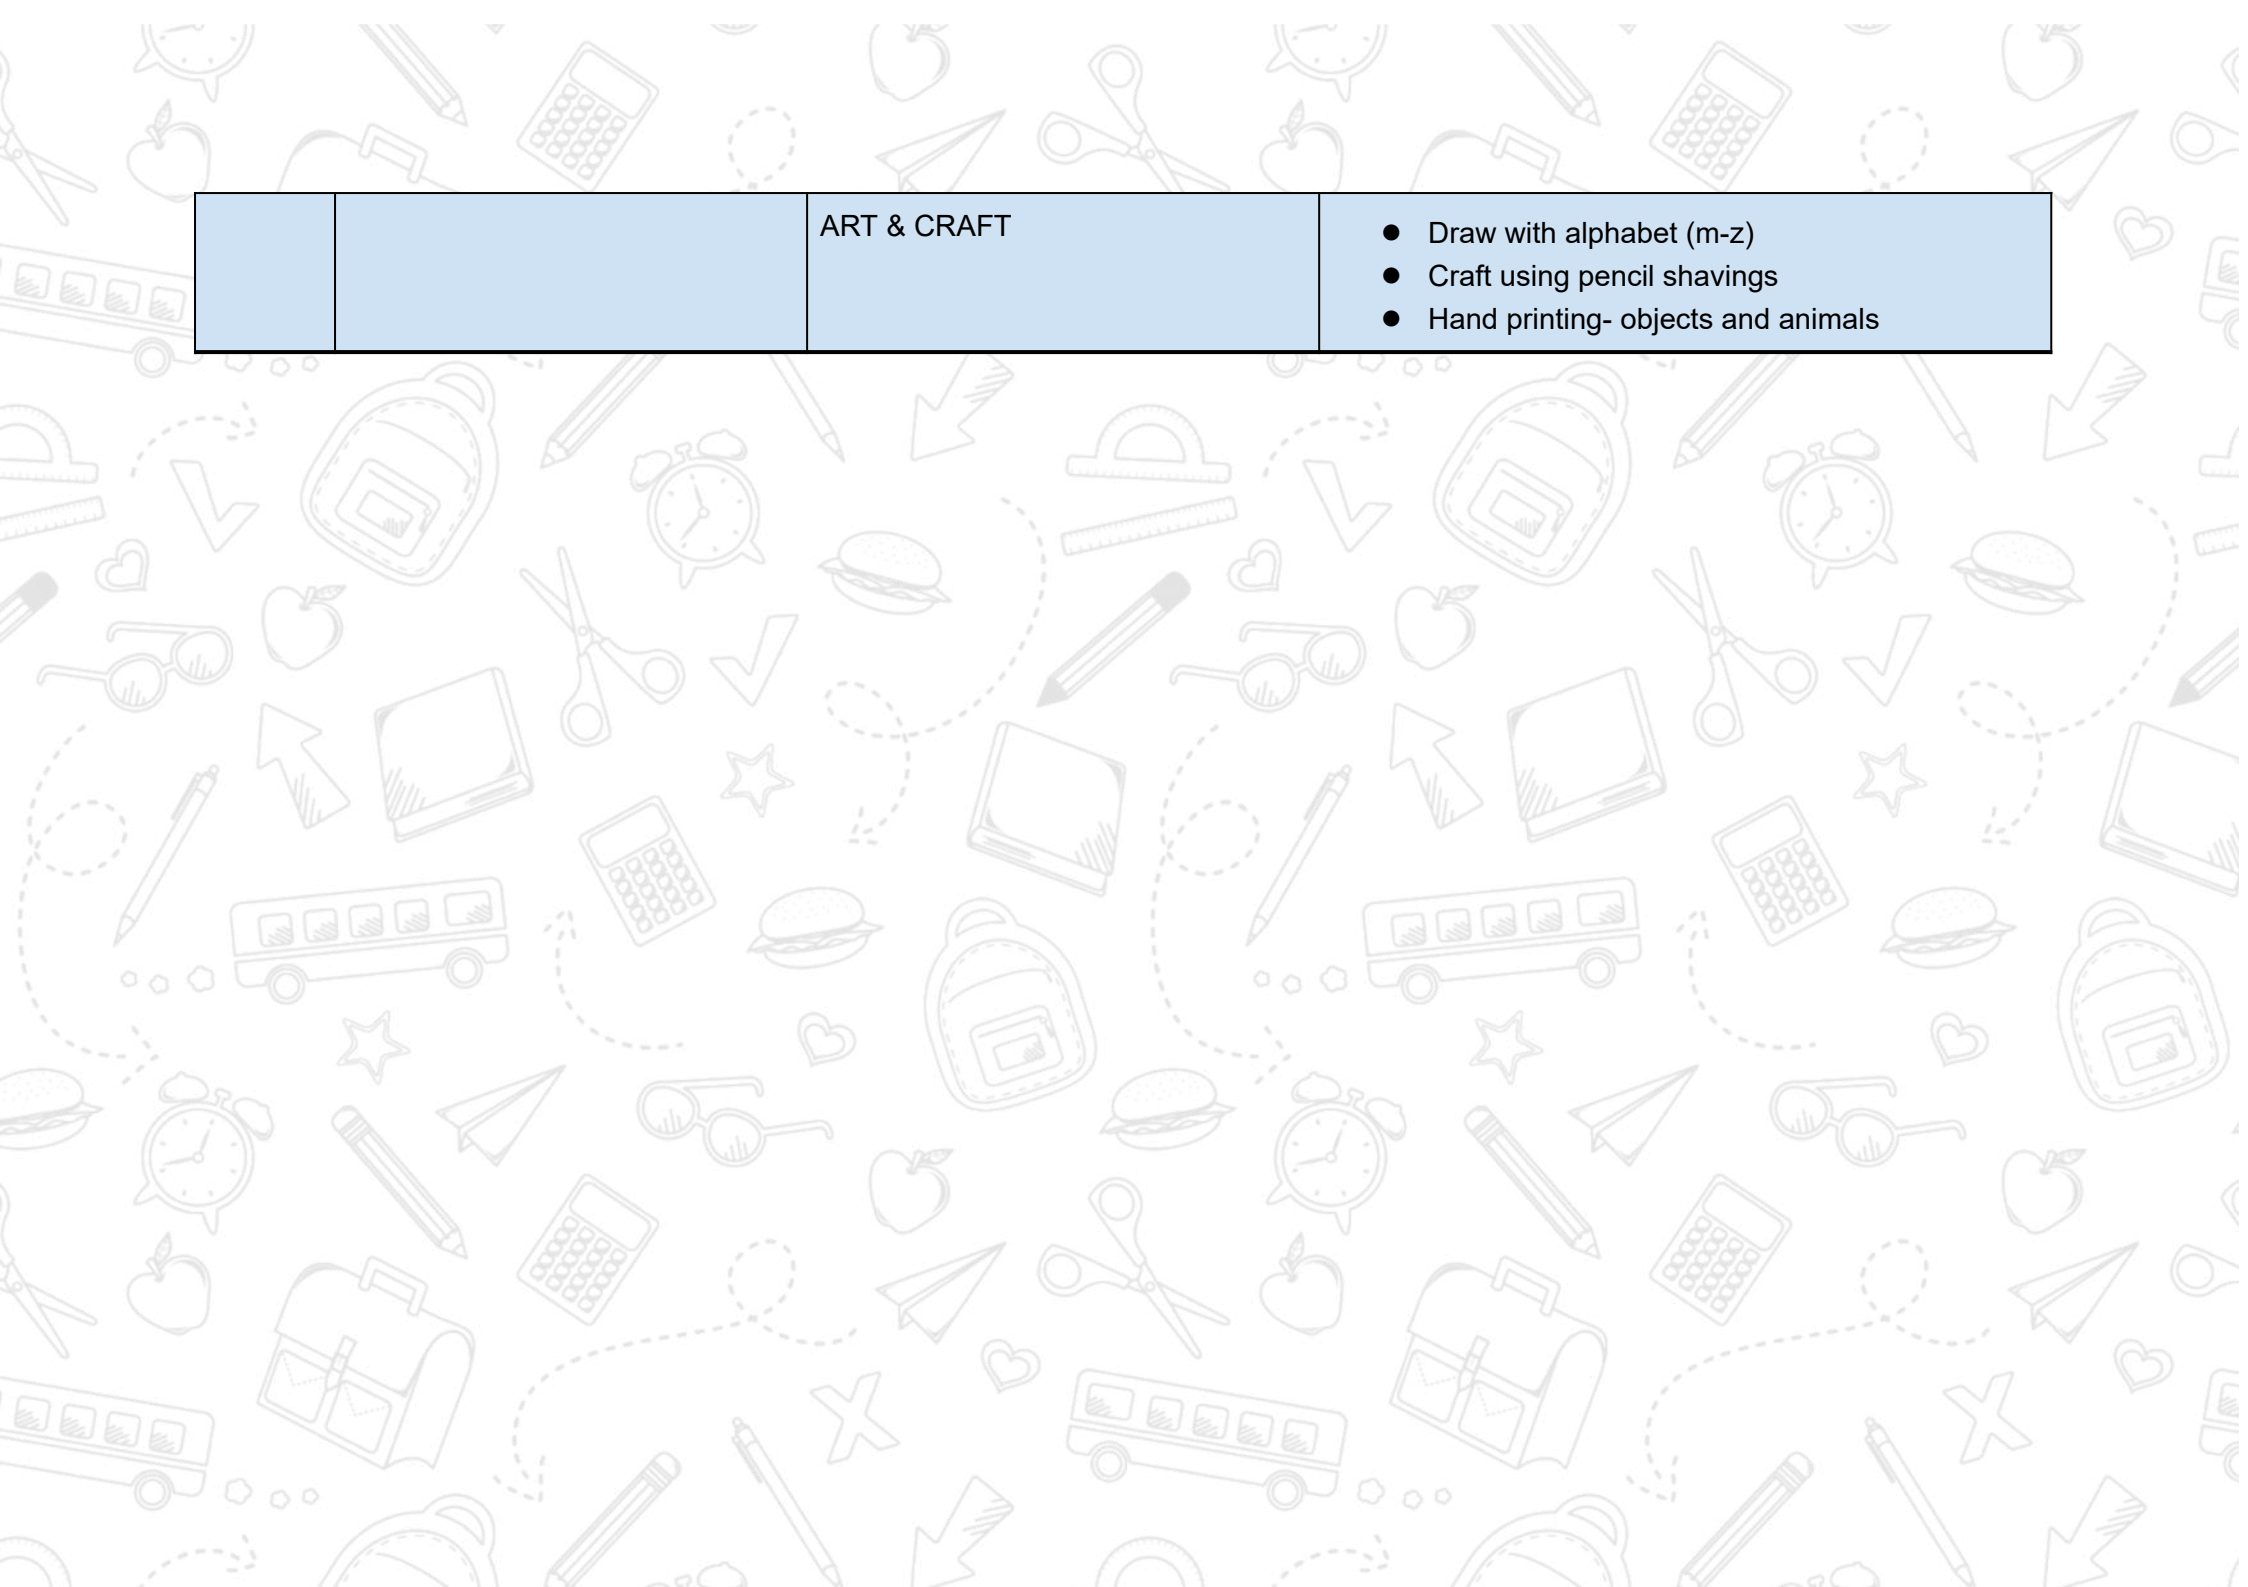 ART & CRAFT
● Draw with alphabet (m-z)
● Craft using pencil shavings
● Hand printing- objects and animals